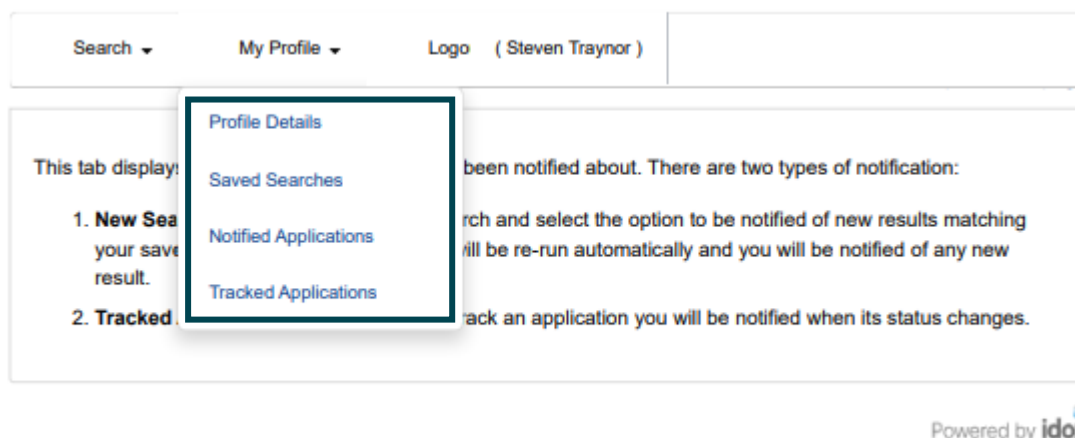 Search My Profile Logo ( Steven Traynor )
Profile Details
Saved Searches
Notified Applications
Tracked Applications
This tab displays been notified about. There are two types of notification:
1. New Sea rch and select the option to be notified of new results matching
your save will be re-run automatically and you will be notified of any new
result.
2. Tracked rack an application you will be notified when its status changes.
Powered by ido